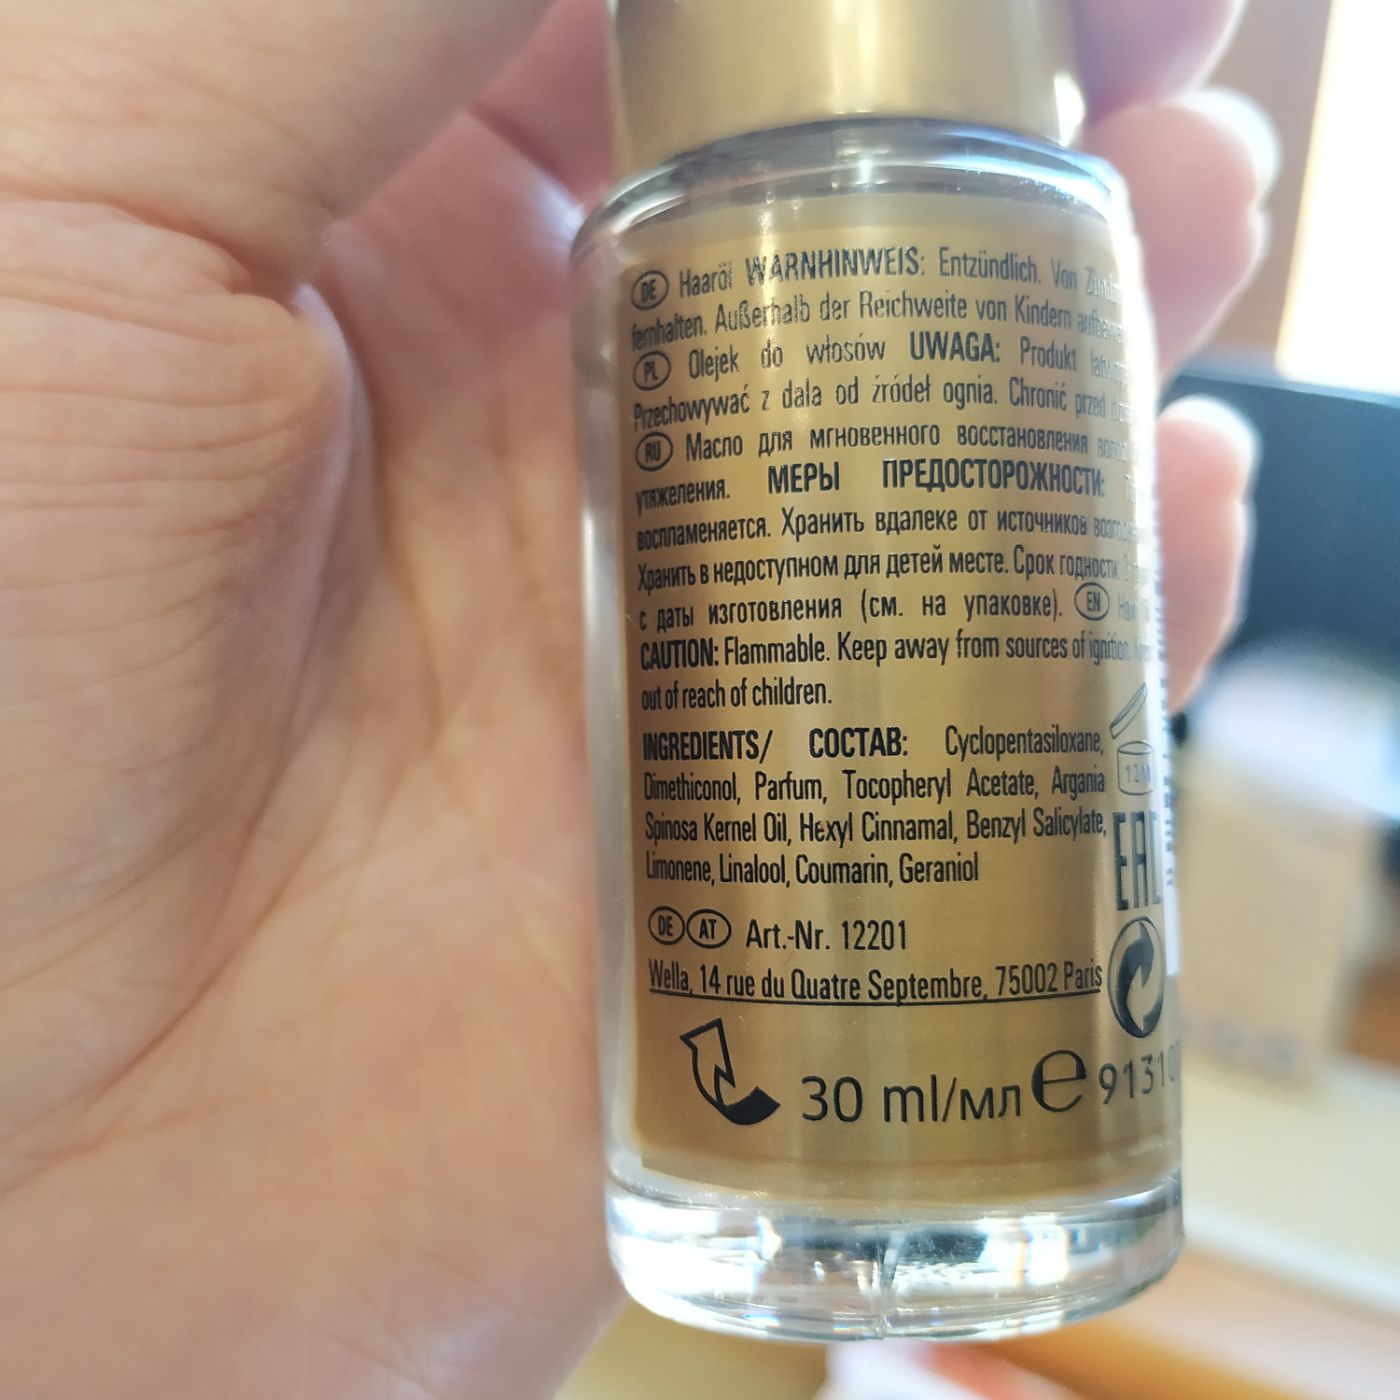 DE Haaröl WARNHINWEIS: Entzündlich. Von
fernhalten. Außerhalb der Reichweite von Kindern
PL Olejek do włosów UWAGA: Produkt
Przechowywać z dala od źródeł ognia. Chronić przed
RU Масло для мгновенного восстановления
утяжеления. МЕРЫ ПРЕДОСТОРОЖНОСТИ:
воспламеняется. Хранить вдалеке от источников
Хранить в недоступном для детей месте. Срок годности:
с даты изготовления (см. на упаковке). EN
CAUTION: Flammable. Keep away from sources of ignition.
out of reach of children.
INGREDIENTS/ СОСТАВ: Cyclopentasiloxane,
Dimethiconol, Parfum, Tocopheryl Acetate, Argania
Spinosa Kernel Oil, Hexyl Cinnamal, Benzyl Salicylate,
Limonene, Linalool, Coumarin, Geraniol
12M
EAC
DE AT Art.-Nr. 12201
Wella, 14 rue du Quatre Septembre, 75002 Paris
30 ml/мл e